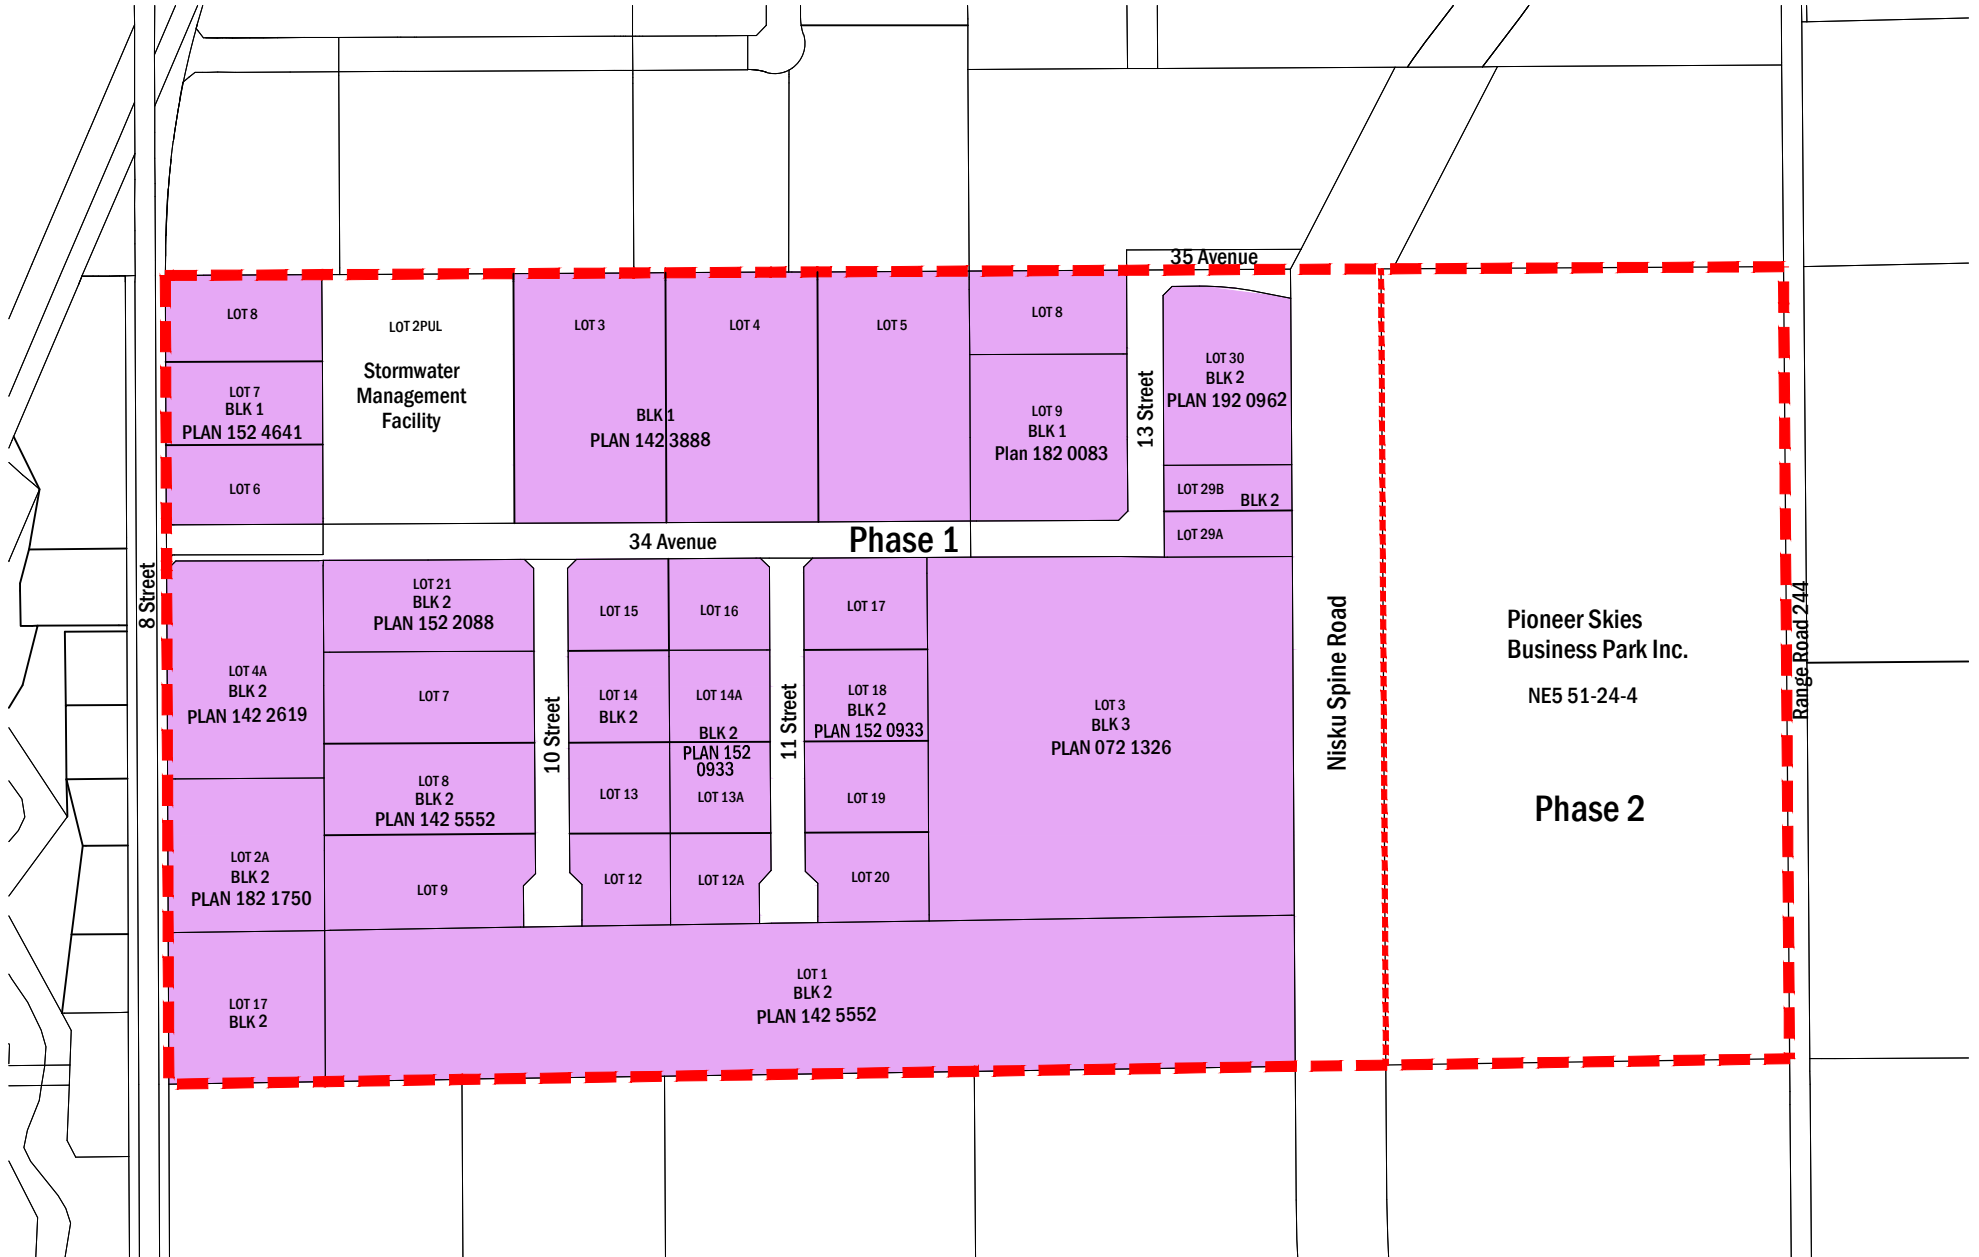 35 Avenue
LOT 8
LOT 2PUL
Stormwater
Management
Facility
LOT 3
LOT 4
LOT 5
LOT 8
LOT 7
BLK 1
PLAN 152 4641
LOT 6
BLK 1
PLAN 142 3888
LOT 9
BLK 1
Plan 182 0083
13 Street
LOT 30
BLK 2
PLAN 192 0962
LOT 29B
BLK 2
LOT 29A
34 Avenue
Phase 1
8 Street
LOT 4A
BLK 2
PLAN 142 2619
LOT 21
BLK 2
PLAN 152 2088
LOT 7
LOT 8
BLK 2
PLAN 142 5552
LOT 9
10 Street
LOT 15
LOT 14
BLK 2
LOT 13
LOT 12
LOT 16
LOT 14A
BLK 2
PLAN 152
0933
LOT 13A
LOT 12A
11 Street
LOT 17
LOT 18
BLK 2
PLAN 152 0933
LOT 19
LOT 20
LOT 3
BLK 3
PLAN 072 1326
LOT 2A
BLK 2
PLAN 182 1750
LOT 17
BLK 2
LOT 1
BLK 2
PLAN 142 5552
Nisku Spine Road
Pioneer Skies
Business Park Inc.
NE5 51-24-4
Phase 2
Range Road 244